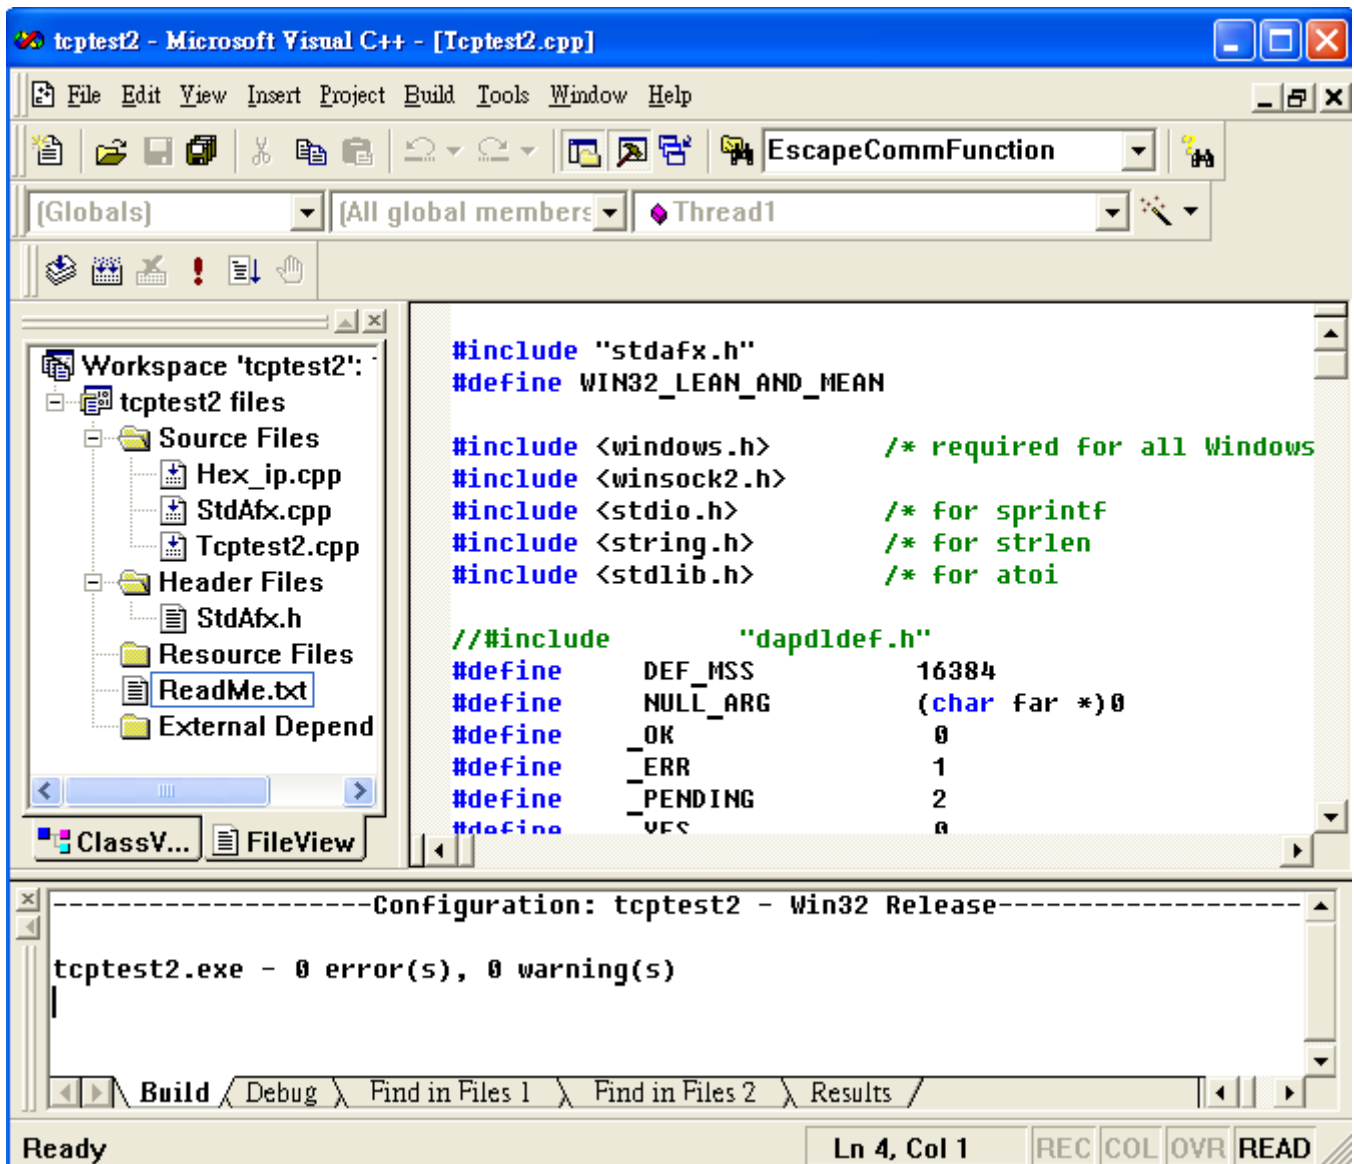 tcptest2 - Microsoft Visual C++ - [Tcptest2.cpp]
File Edit View Insert Project Build Tools Window Help
EscapeCommFunction
(Globals) (All global members Thread1
Workspace 'tcptest2':
tcptest2 files
Source Files
Hex_ip.cpp
StdAfx.cpp
Tcptest2.cpp
Header Files
StdAfx.h
Resource Files
ReadMe.txt
External Depend
ClassV... FileView
#include "stdafx.h"
#define WIN32_LEAN_AND_MEAN
#include <windows.h> /* required for all Windows
#include <winsock2.h>
#include <stdio.h> /* for sprintf
#include <string.h> /* for strlen
#include <stdlib.h> /* for atoi
//#include "dapdldef.h"
#define DEF_MSS 16384
#define NULL_ARG (char far *)0
#define _OK 0
#define _ERR 1
#define _PENDING 2
#define _YES 0
--------------------Configuration: tcptest2 - Win32 Release-------------------
tcptest2.exe - 0 error(s), 0 warning(s)
Build Debug Find in Files 1 Find in Files 2 Results
Ready Ln 4, Col 1 REC COL OVR READ